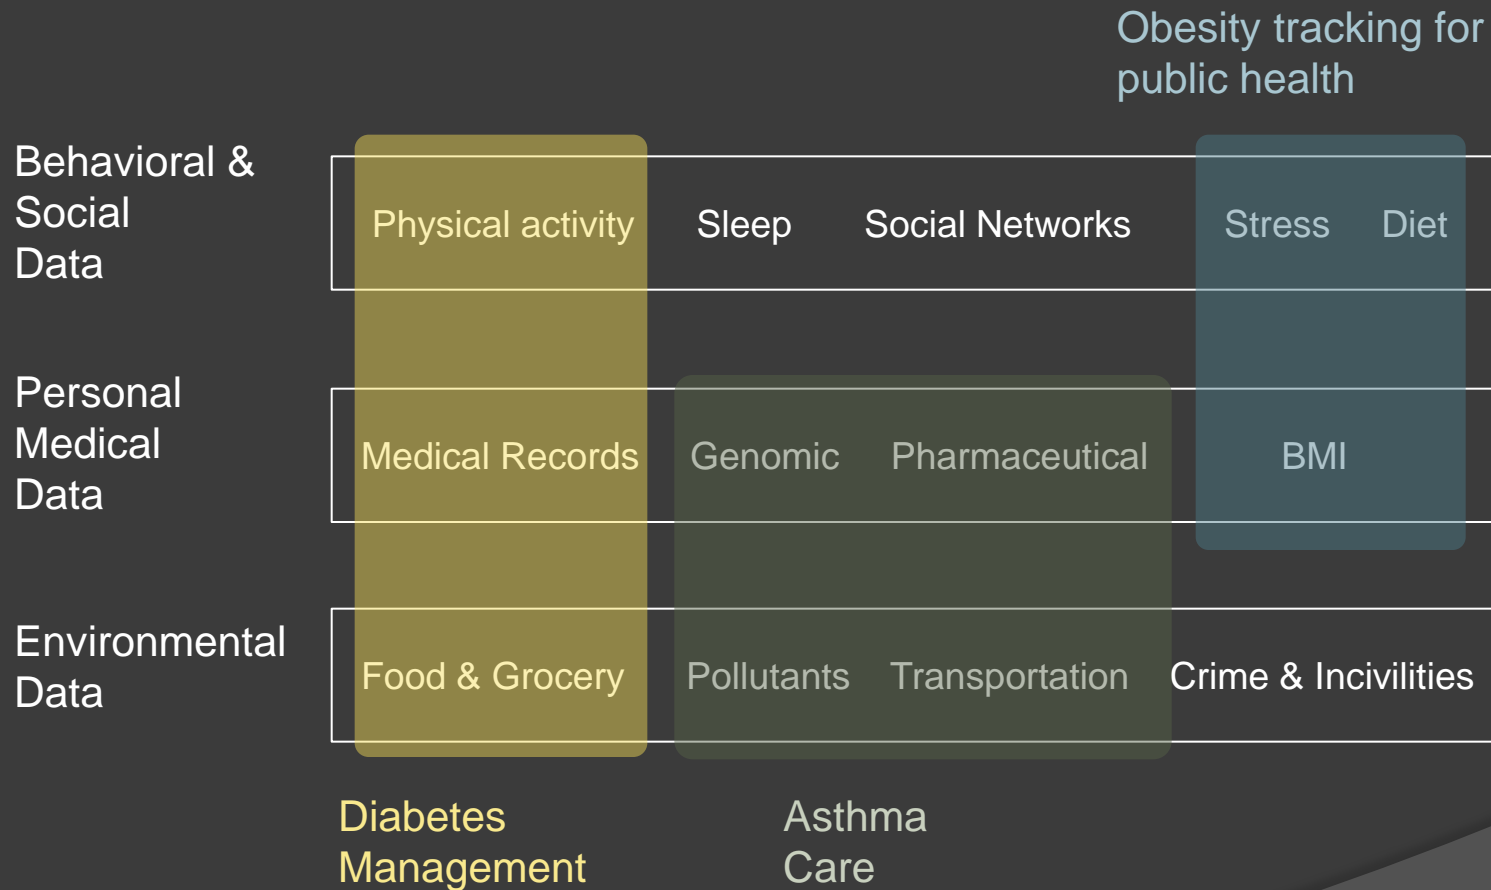 Obesity tracking for
public health
Behavioral &
Social
Data
Physical activity Sleep Social Networks Stress Diet
Personal
Medical
Data
Medical Records Genomic Pharmaceutical BMI
Environmental
Data
Food & Grocery Pollutants Transportation Crime & Incivilities
Diabetes
Management
Asthma
Care